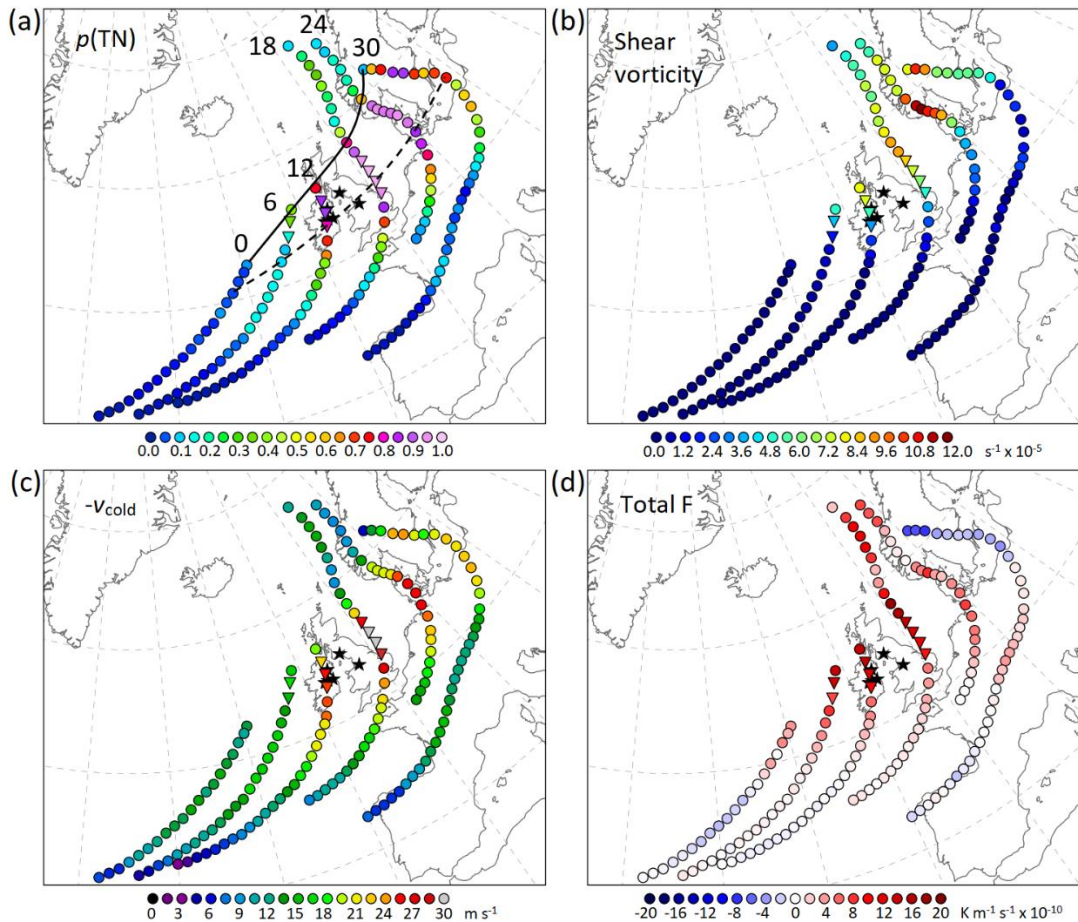 (a)
p(TN)
24
18
30
12
6
0
0.0 0.1 0.2 0.3 0.4 0.5 0.6 0.7 0.8 0.9 1.0
(b)
Shear
vorticity
0.0 1.2 2.4 3.6 4.8 6.0 7.2 8.4 9.6 10.8 12.0 s⁻¹ x 10⁻⁵
(c)
-vcold
0 3 6 9 12 15 18 21 24 27 30 m s⁻¹
(d)
Total F
-20 -16 -12 -8 -4 0 4 8 12 16 20 K m⁻¹ s⁻¹ x 10⁻¹⁰